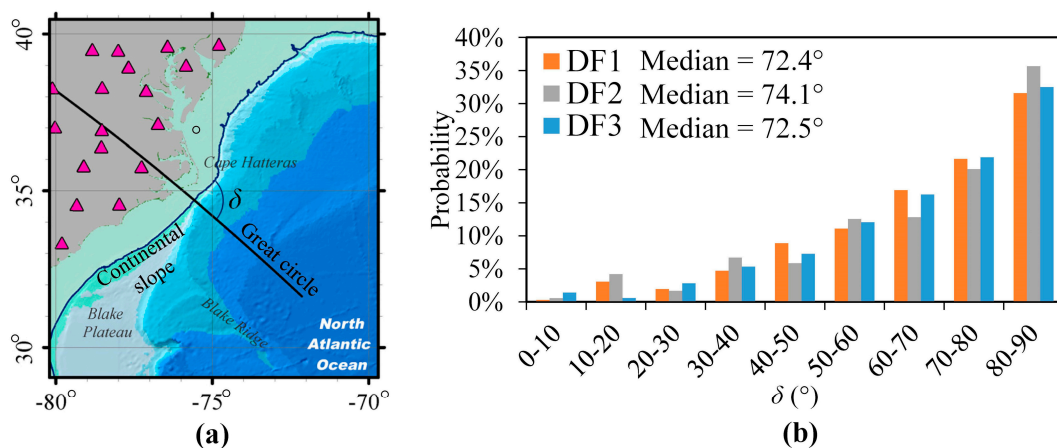 40°
35°
30°
-80°
-75°
-70°
Cape Hatteras
δ
Continental
slope
Great circle
Blake
Plateau
Blake Ridge
North
Atlantic
Ocean
(a)
Probability
40%
35%
30%
25%
20%
15%
10%
5%
0%
DF1 Median = 72.4°
DF2 Median = 74.1°
DF3 Median = 72.5°
0-10
10-20
20-30
30-40
40-50
50-60
60-70
70-80
80-90
δ (°)
(b)